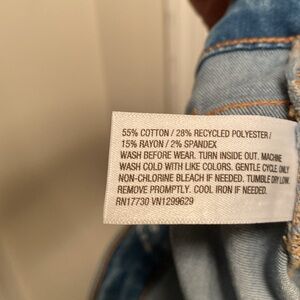 55% COTTON / 28% RECYCLED POLYESTER /
15% RAYON / 2% SPANDEX
WASH BEFORE WEAR. TURN INSIDE OUT. MACHINE
WASH COLD WITH LIKE COLORS. GENTLE CYCLE. ONLY
NON-CHLORINE BLEACH IF NEEDED. TUMBLE DRY LOW.
REMOVE PROMPTLY. COOL IRON IF NEEDED.
RN17730 VN1299629